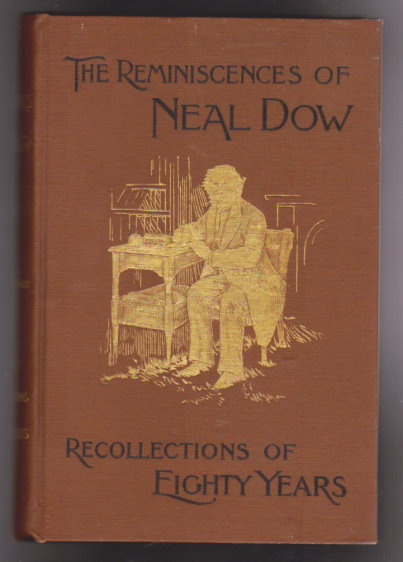 THE REMINISCENCES OF
NEAL DOW
RECOLLECTIONS OF
EIGHTY YEARS